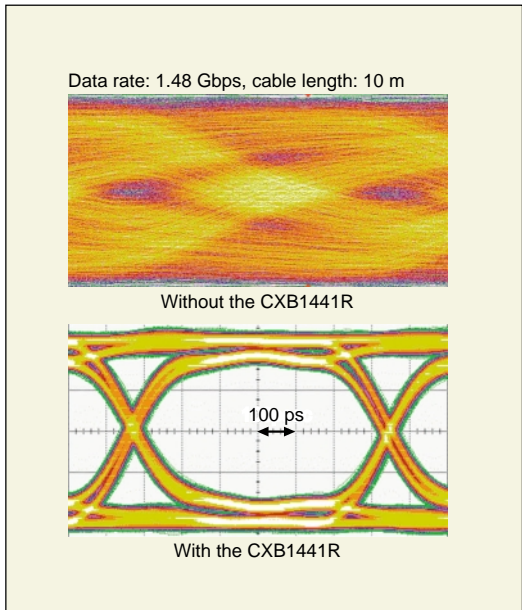 Data rate: 1.48 Gbps, cable length: 10 m
Without the CXB1441R
100 ps
With the CXB1441R